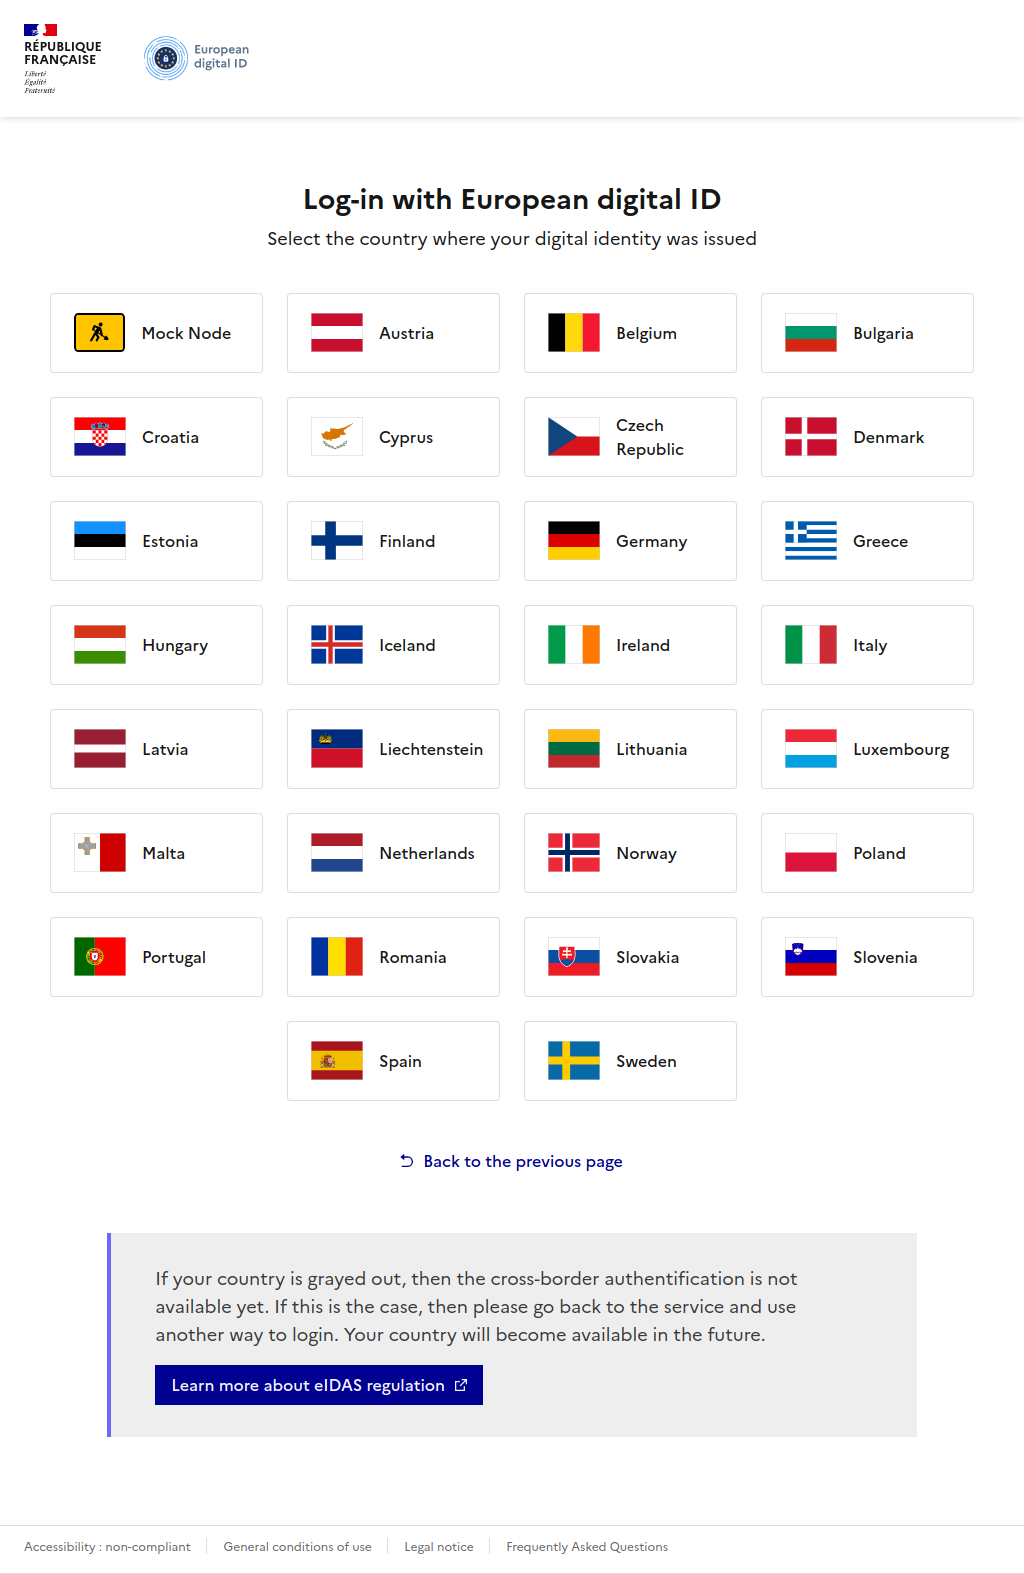 RÉPUBLIQUE
FRANÇAISE
Liberté
Égalité
Fraternité
European
digital ID
Log-in with European digital ID
Select the country where your digital identity was issued
Mock Node
Austria
Belgium
Bulgaria
Croatia
Cyprus
Czech
Republic
Denmark
Estonia
Finland
Germany
Greece
Hungary
Iceland
Ireland
Italy
Latvia
Liechtenstein
Lithuania
Luxembourg
Malta
Netherlands
Norway
Poland
Portugal
Romania
Slovakia
Slovenia
Spain
Sweden
Back to the previous page
If your country is grayed out, then the cross-border authentification is not
available yet. If this is the case, then please go back to the service and use
another way to login. Your country will become available in the future.
Learn more about eIDAS regulation
Accessibility : non-compliant
General conditions of use
Legal notice
Frequently Asked Questions